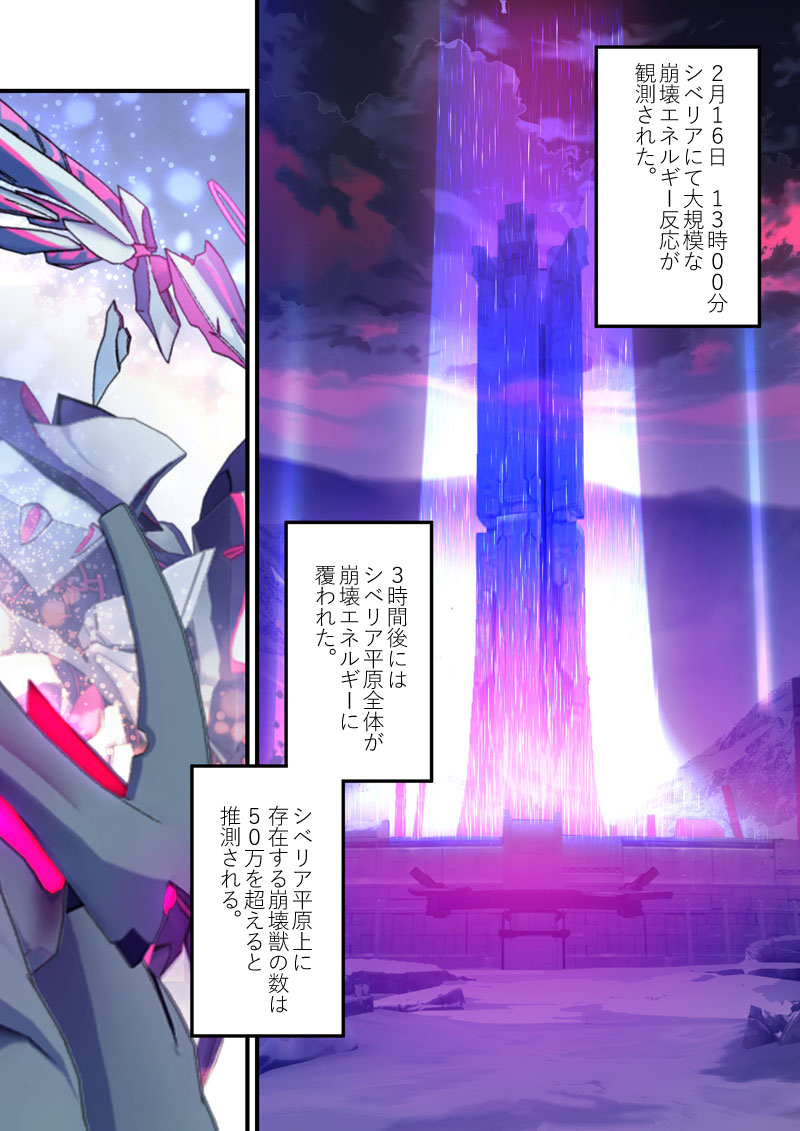 2月16日　13時00分
シベリアにて大規模な
崩壊エネルギー反応が
観測された。
3時間後には
シベリア平原全体が
崩壊エネルギーに
覆われた。
シベリア平原上に
存在する崩壊獣の数は
50万を超えると
推測される。